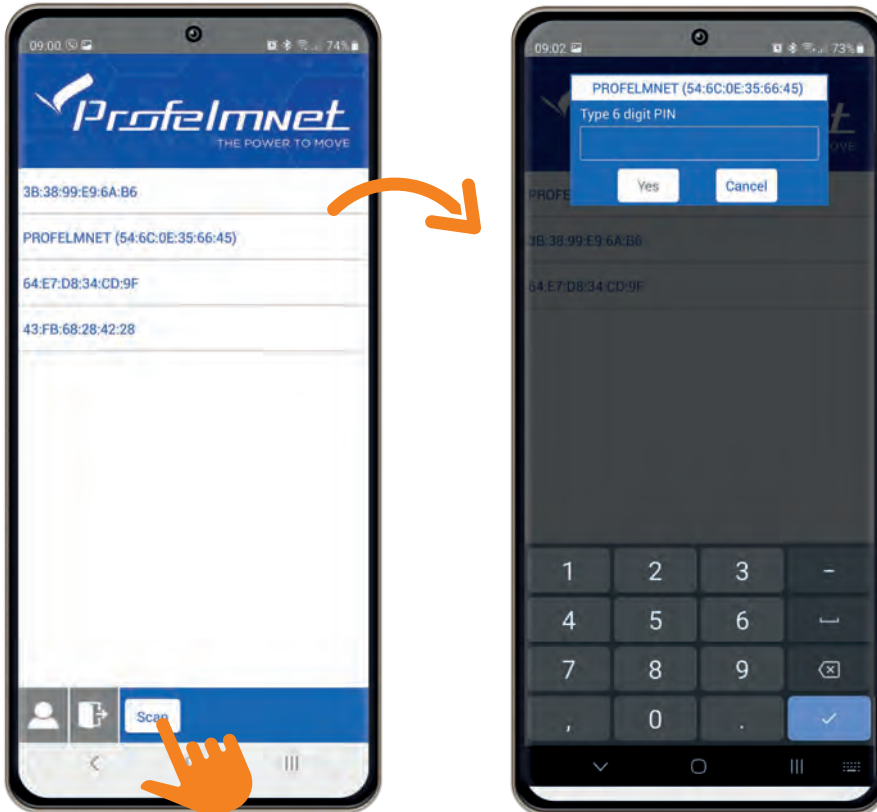 09:00
74%
Profelmnet
THE POWER TO MOVE
3B:38:99:E9:6A:B6
PROFELMNET (54:6C:0E:35:66:45)
64:E7:D8:34:CD:9F
43:FB:68:28:42:28
Scan
09:02
73%
PROFELMNET (54:6C:0E:35:66:45)
Type 6 digit PIN
Yes Cancel
PROFE
3B:38:99:E9:6A:B6
64:E7:D8:34:CD:9F
1 2 3 -
4 5 6
7 8 9
, 0 .